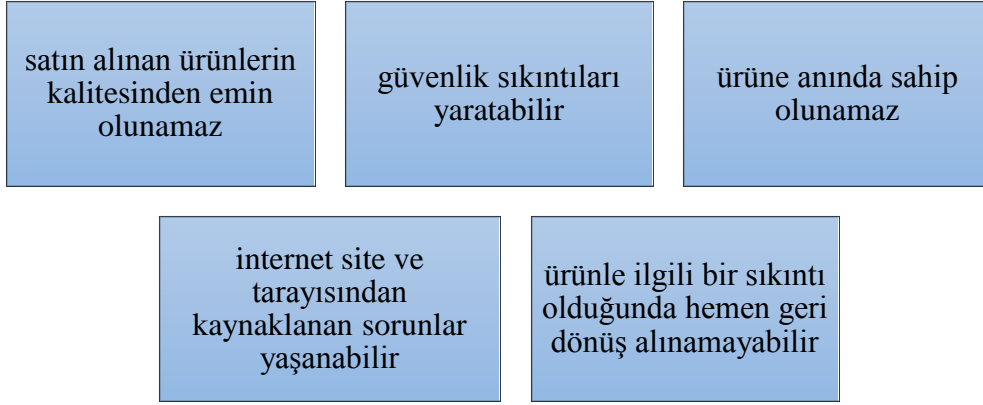 satın alınan ürünlerin
kalitesinden emin
olunamaz
güvenlik sıkıntıları
yaratabilir
ürüne anında sahip
olunamaz
internet site ve
tarayısından
kaynaklanan sorunlar
yaşanabilir
ürünle ilgili bir sıkıntı
olduğunda hemen geri
dönüş alınamayabilir